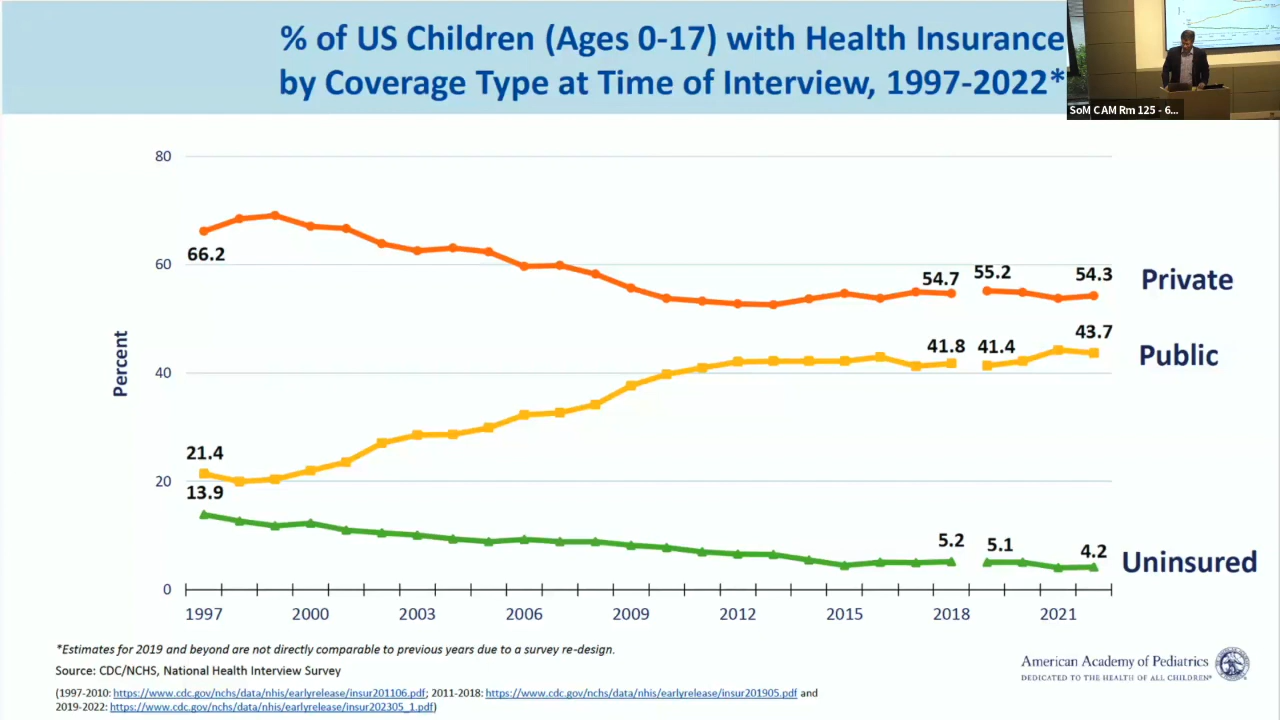 % of US Children (Ages 0-17) with Health Insurance
by Coverage Type at Time of Interview, 1997-2022*
SoM CAM Rm 125 - 6...
80
66.2
60
54.7
55.2
54.3
Private
41.8
41.4
43.7
Public
Percent
40
21.4
20
13.9
5.2
5.1
4.2
Uninsured
0
1997
2000
2003
2006
2009
2012
2015
2018
2021
*Estimates for 2019 and beyond are not directly comparable to previous years due to a survey re-design.
Source: CDC/NCHS, National Health Interview Survey
(1997-2010: https://www.cdc.gov/nchs/data/nhis/earlyrelease/insur201106.pdf; 2011-2018: https://www.cdc.gov/nchs/data/nhis/earlyrelease/insur201905.pdf and
2019-2022: https://www.cdc.gov/nchs/data/nhis/earlyrelease/insur202305_1.pdf)
American Academy of Pediatrics
DEDICATED TO THE HEALTH OF ALL CHILDREN®